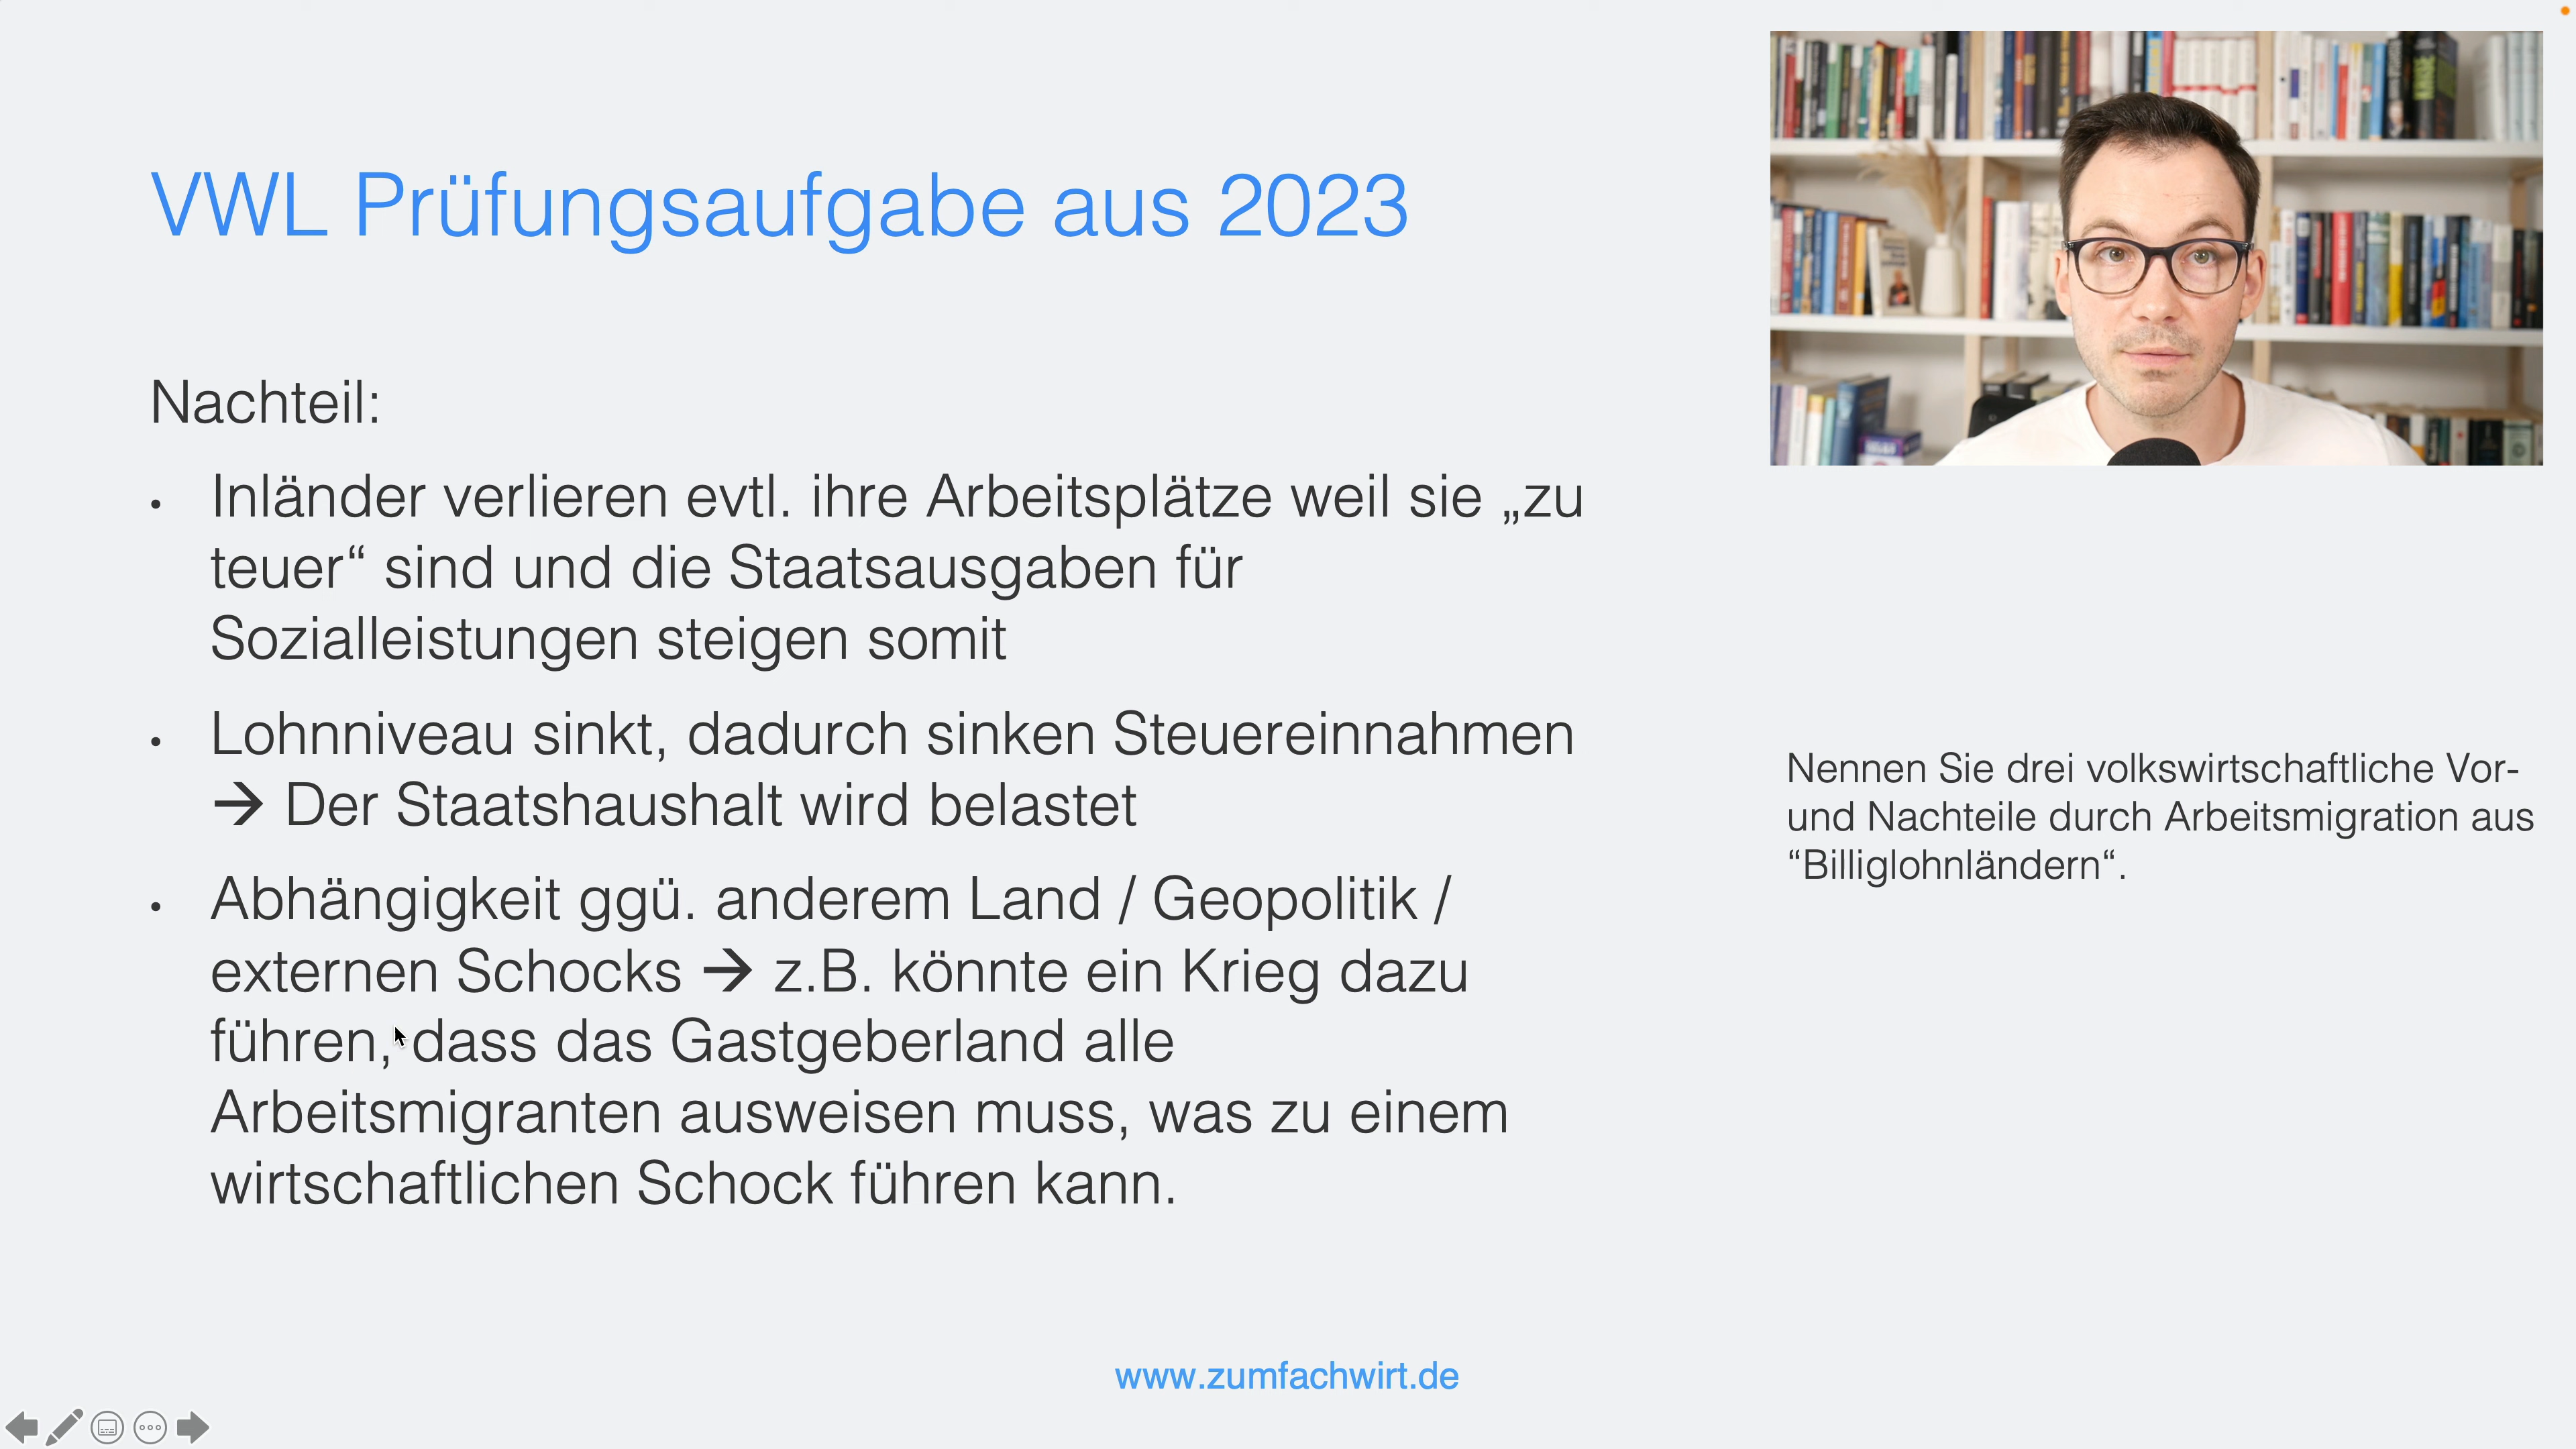 VWL Prüfungsaufgabe aus 2023
Nachteil:
• Inländer verlieren evtl. ihre Arbeitsplätze weil sie „zu
teuer“ sind und die Staatsausgaben für
Sozialleistungen steigen somit
• Lohnniveau sinkt, dadurch sinken Steuereinnahmen
→ Der Staatshaushalt wird belastet
• Abhängigkeit ggü. anderem Land / Geopolitik /
externen Schocks → z.B. könnte ein Krieg dazu
führen, dass das Gastgeberland alle
Arbeitsmigranten ausweisen muss, was zu einem
wirtschaftlichen Schock führen kann.
Nennen Sie drei volkswirtschaftliche Vor-
und Nachteile durch Arbeitsmigration aus
“Billiglohnländern“.
www.zumfachwirt.de